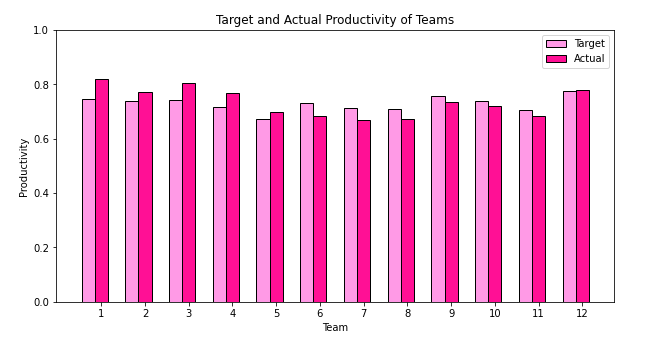 Target and Actual Productivity of Teams
Target
Actual
1.0
0.8
0.6
0.4
0.2
0.0
Productivity
1 2 3 4 5 6 7 8 9 10 11 12
Team